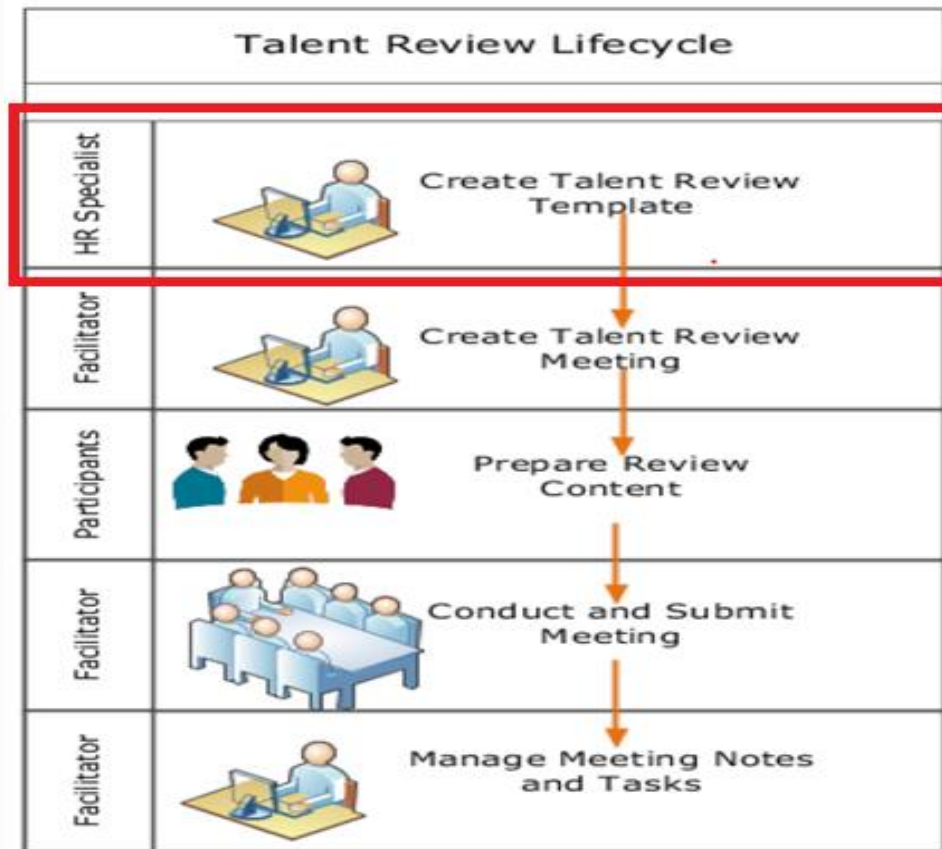 Talent Review Lifecycle
HR Specialist
Create Talent Review
Template
Facilitator
Create Talent Review
Meeting
Participants
Prepare Review
Content
Facilitator
Conduct and Submit
Meeting
Facilitator
Manage Meeting Notes
and Tasks